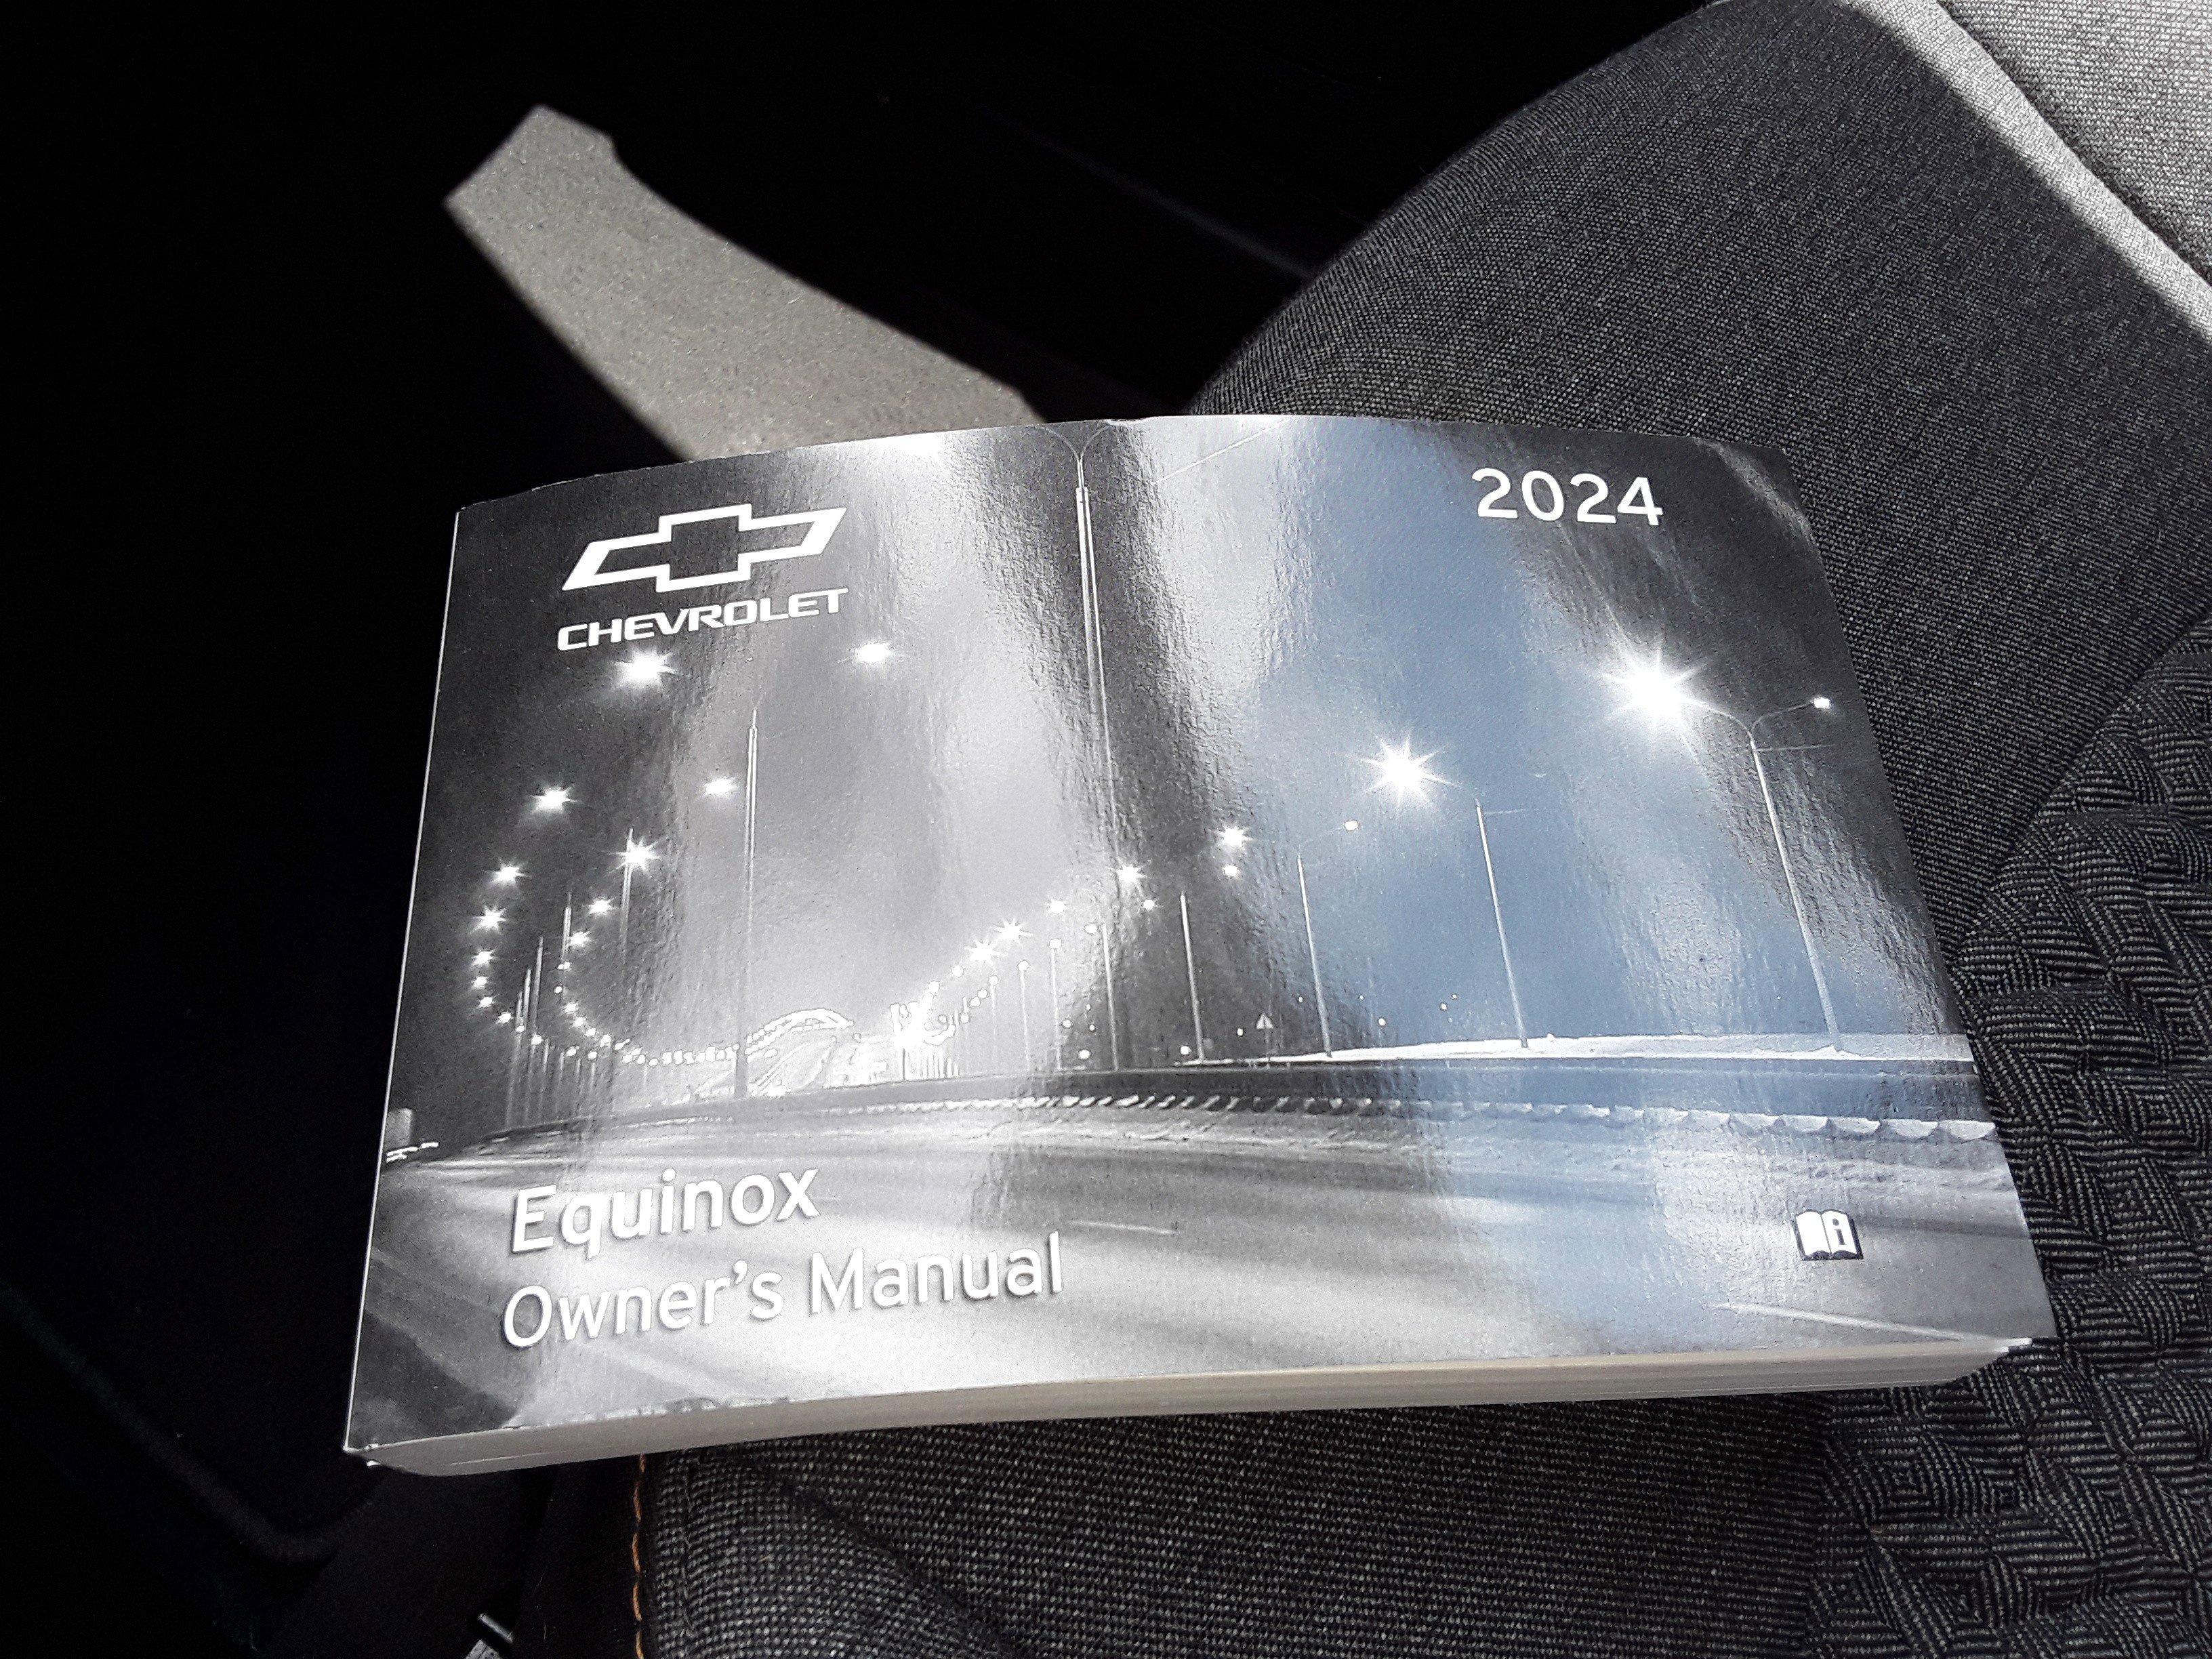 2024
CHEVROLET
Equinox
Owner's Manual
i